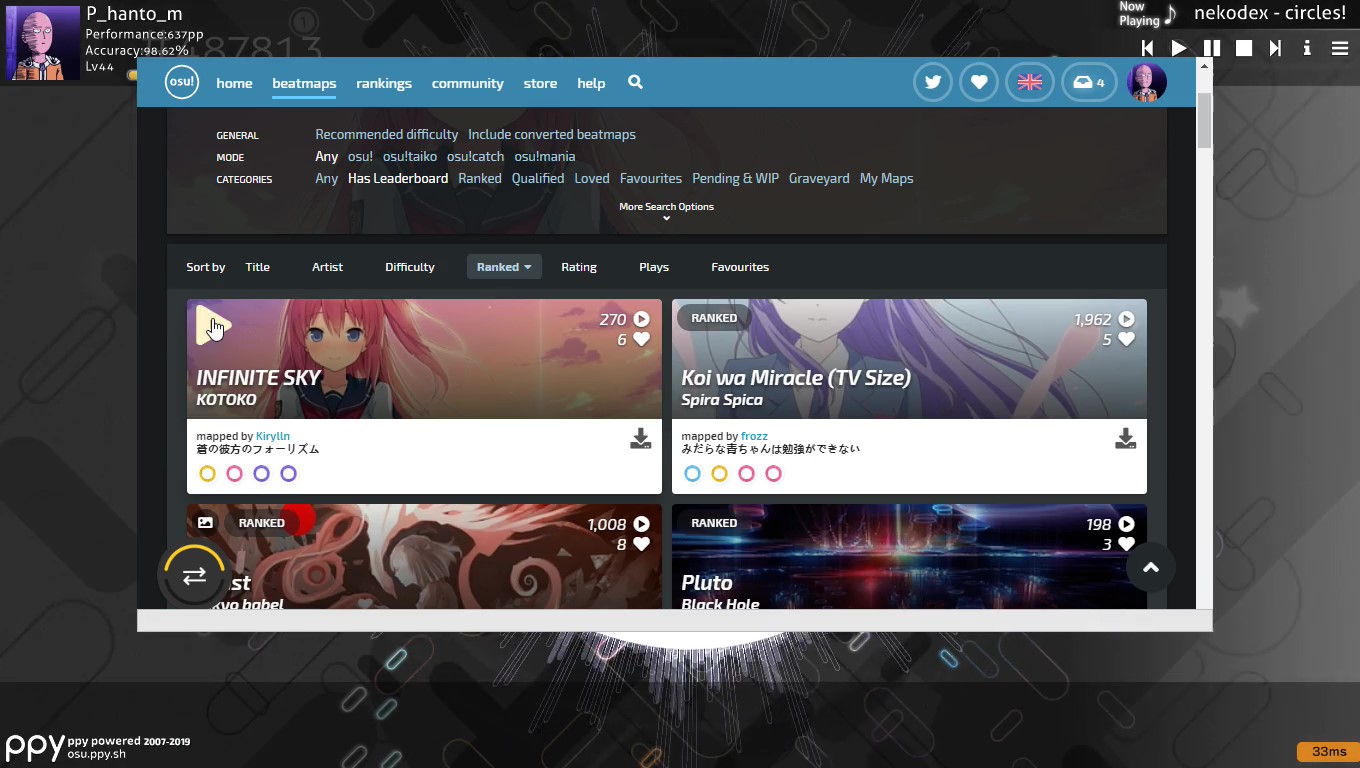 P_hanto_m
Performance:637pp
Accuracy:98.62%
Lv44
87813
Now
Playing
nekodex - circles!
osu!
home beatmaps rankings community store help
4
GENERAL Recommended difficulty Include converted beatmaps
MODE Any osu! osu!taiko osu!catch osu!mania
CATEGORIES Any Has Leaderboard Ranked Qualified Loved Favourites Pending & WIP Graveyard My Maps
More Search Options
Sort by Title Artist Difficulty Ranked Rating Plays Favourites
270
6
INFINITE SKY
KOTOKO
mapped by Kirylln
蒼の彼方のフォーリズム
RANKED
1,962
5
Koi wa Miracle (TV Size)
Spira Spica
mapped by frozz
みだらな青ちゃんは勉強ができない
RANKED
1,008
8
RANKED
198
3
Pluto
Black Hole
ppy
ppy powered 2007-2019
osu.ppy.sh
33ms